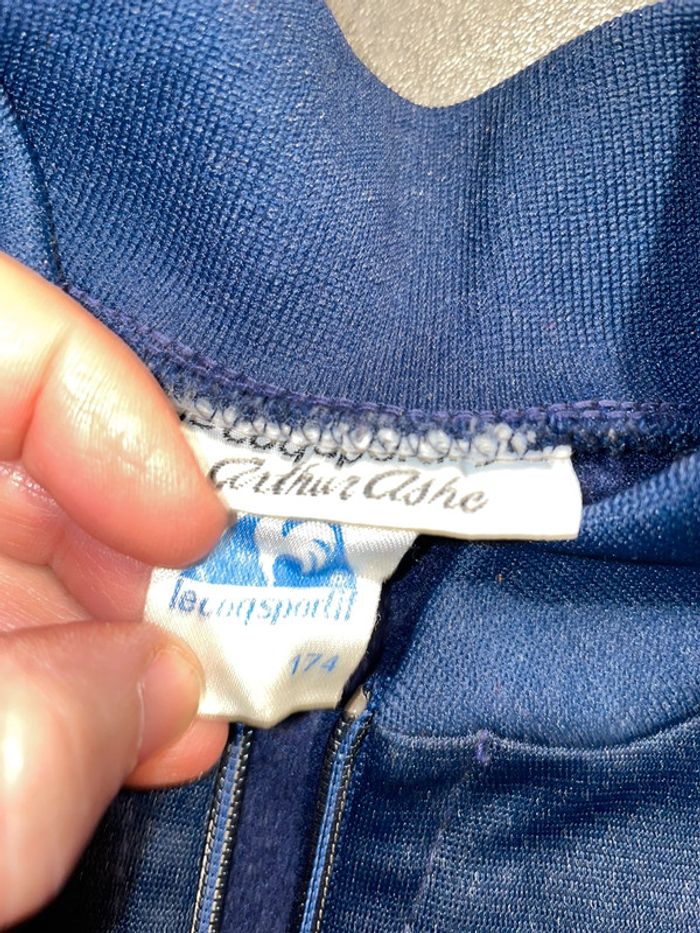 Arthur Ashe
lecoqsportif
174